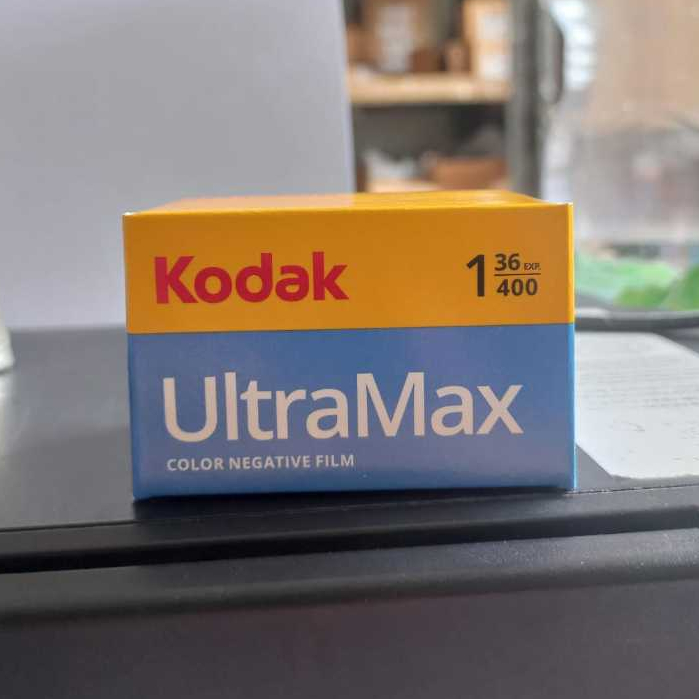 Kodak
1 36 EXP.
400
UltraMax
COLOR NEGATIVE FILM